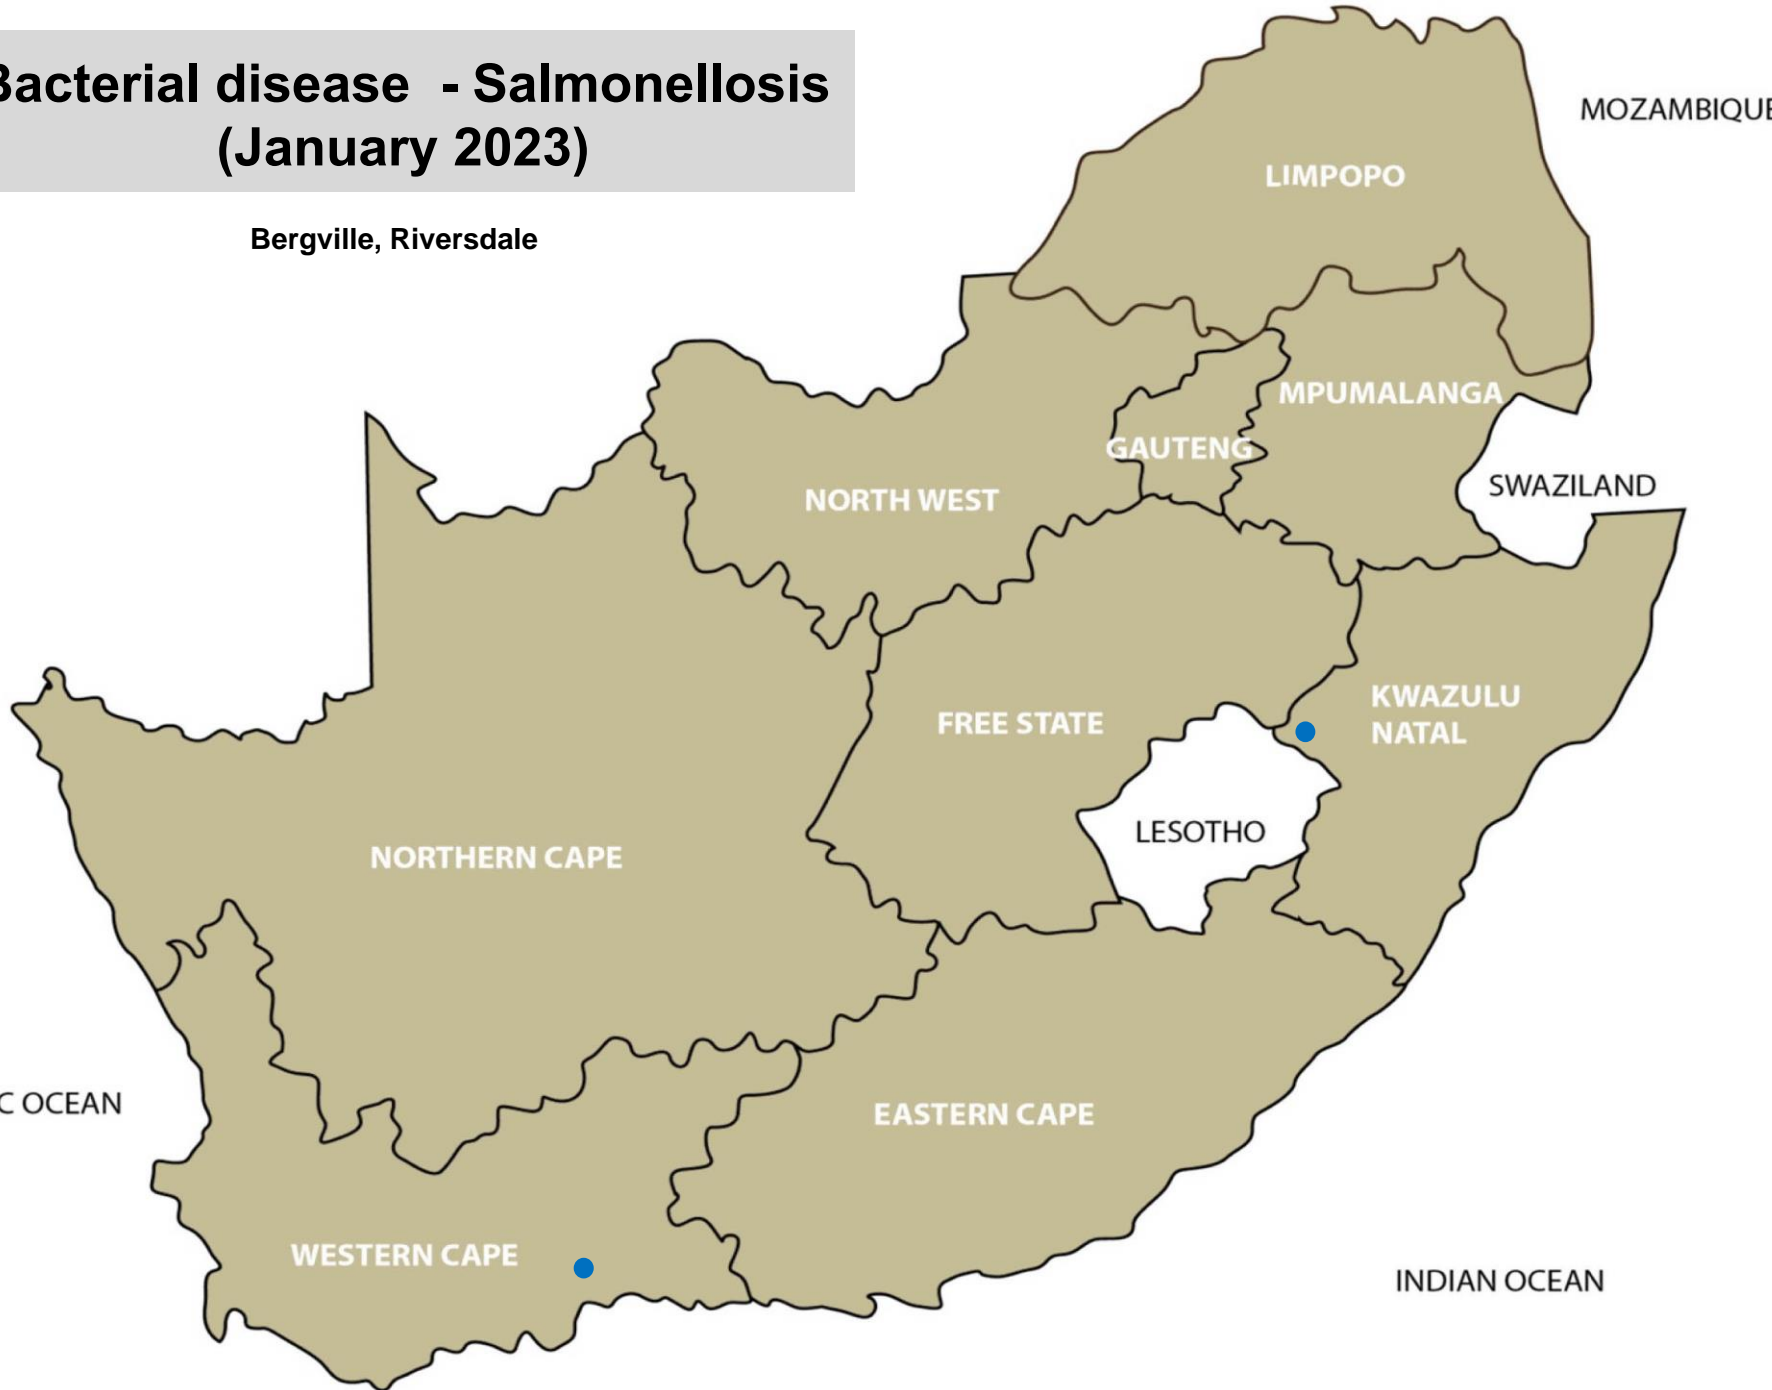 Bacterial disease - Salmonellosis
(January 2023)
Bergville, Riversdale
MOZAMBIQUE
LIMPOPO
MPUMALANGA
GAUTENG
NORTH WEST
SWAZILAND
KWAZULU
NATAL
FREE STATE
LESOTHO
NORTHERN CAPE
C OCEAN
EASTERN CAPE
WESTERN CAPE
INDIAN OCEAN